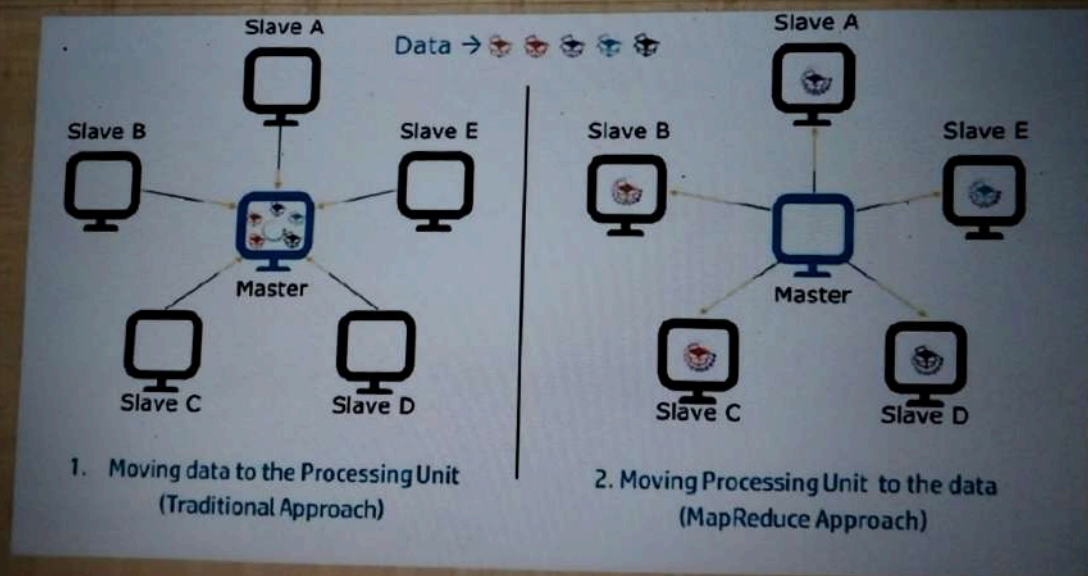 Data →
Slave A
Slave B
Slave E
Master
Slave C
Slave D
1. Moving data to the Processing Unit
(Traditional Approach)
Slave A
Slave B
Slave E
Master
Slave C
Slave D
2. Moving Processing Unit to the data
(MapReduce Approach)